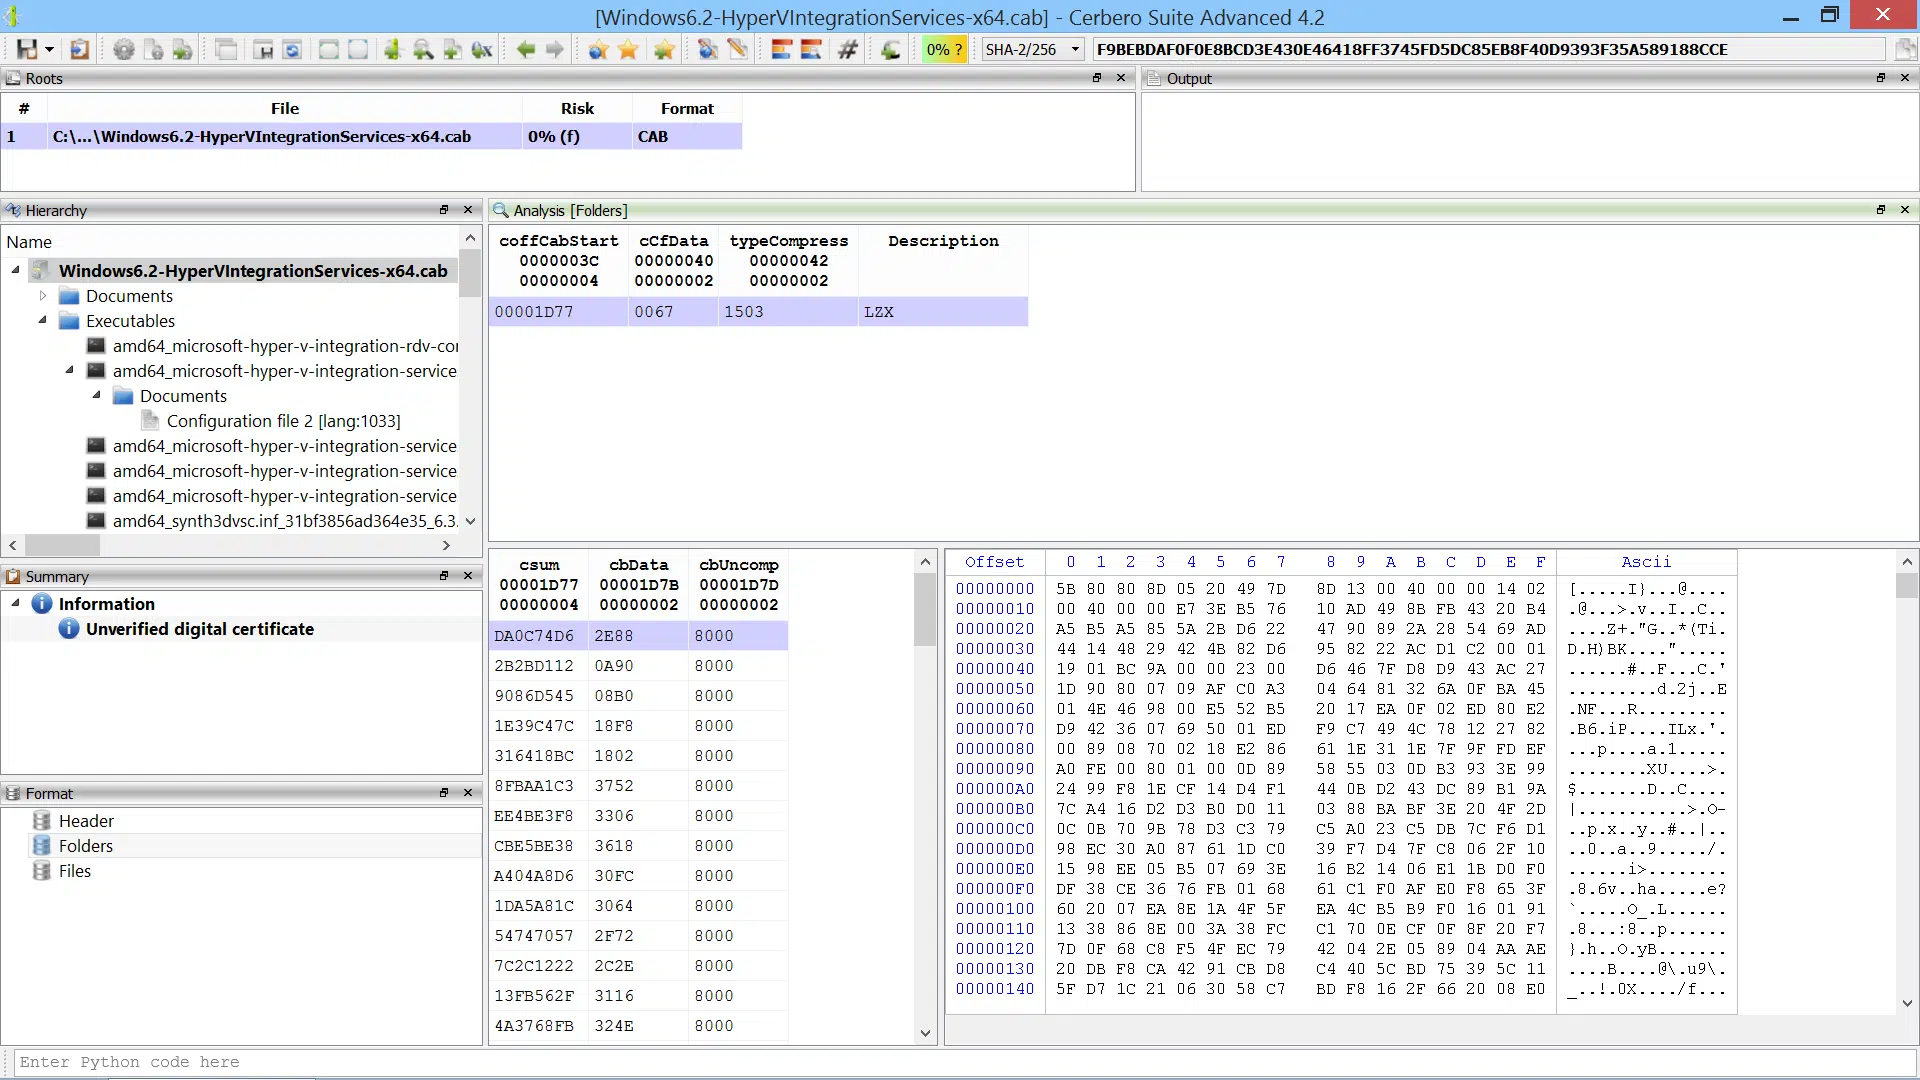 [Windows6.2-HyperVIntegrationServices-x64.cab] - Cerbero Suite Advanced 4.2
0% ?
SHA-2/256
F9BEBDAF0F0E8BCD3E430E46418FF3745FD5DC85EB8F40D9393F35A589188CCE
Roots
# File Risk Format
1 C:\...\Windows6.2-HyperVIntegrationServices-x64.cab 0% (f) CAB
Output
Hierarchy
Name
Windows6.2-HyperVIntegrationServices-x64.cab
Documents
Executables
amd64_microsoft-hyper-v-integration-rdv-cor
amd64_microsoft-hyper-v-integration-service
Documents
Configuration file 2 [lang:1033]
amd64_microsoft-hyper-v-integration-service
amd64_microsoft-hyper-v-integration-service
amd64_microsoft-hyper-v-integration-service
amd64_synth3dvsc.inf_31bf3856ad364e35_6.3.
Summary
Information
Unverified digital certificate
Format
Header
Folders
Files
Analysis [Folders]
coffCabStart cCfData typeCompress Description
0000003C 00000040 00000042
00000004 00000002 00000002
00001D77 0067 1503 LZX
csum cbData cbUncomp
00001D77 00001D7B 00001D7D
00000004 00000002 00000002
DA0C74D6 2E88 8000
2B2BD112 0A90 8000
9086D545 08B0 8000
1E39C47C 18F8 8000
316418BC 1802 8000
8FBAA1C3 3752 8000
EE4BE3F8 3306 8000
CBE5BE38 3618 8000
A404A8D6 30FC 8000
1DA5A81C 3064 8000
54747057 2F72 8000
7C2C1222 2C2E 8000
13FB562F 3116 8000
4A3768FB 324E 8000
Offset 0 1 2 3 4 5 6 7 8 9 A B C D E F Ascii
00000000 5B 80 80 8D 05 20 49 7D 8D 13 00 40 00 00 14 02 [.... I}...@....
00000010 00 40 00 00 E7 3E B5 76 10 AD 49 8B FB 43 20 B4 .@...>.v..I..C .
00000020 A5 B5 A5 85 5A 2B D6 22 47 90 89 2A 28 54 69 AD ....Z+."G..*(Ti.
00000030 44 14 48 29 42 4B 82 D6 95 82 22 AC D1 C2 00 01 D.H)BK....".....
00000040 19 01 BC 9A 00 00 23 00 D6 46 7F D8 D9 43 AC 27 ......#..F...C.'
00000050 1D 90 80 07 09 AF C0 A3 04 64 81 32 6A 0F BA 45 .........d.2j..E
00000060 01 4E 46 98 00 E5 52 B5 20 17 EA 0F 02 ED 80 E2 .NF...R. .......
00000070 D9 42 36 07 69 50 01 ED F9 C7 49 4C 78 12 27 82 .B6.iP....ILx.'.
00000080 00 89 08 70 02 18 E2 86 61 1E 31 1E 7F 9F FD EF ...p....a.1.....
00000090 A0 FE 00 80 01 00 0D 89 58 55 03 0D B3 93 3E 99 ........XU....>.
000000A0 24 99 F8 1E CF 14 D4 F1 44 0B D2 43 DC 89 B1 9A $.......D..C....
000000B0 7C A4 16 D2 D3 B0 D0 11 03 88 BA BF 3E 20 4F 2D |...........> O-
000000C0 0C 0B 70 9B 78 D3 C3 79 C5 A0 23 C5 DB 7C F6 D1 ..p.x..y..#..|..
000000D0 98 EC 30 A0 87 61 1D C0 39 F7 D4 7F C8 06 2F 10 ..0..a..9...../.
000000E0 15 98 EE 05 B5 07 69 3E 16 B2 14 06 E1 1B D0 F0 ......i>........
000000F0 DF 38 CE 36 76 FB 01 68 61 C1 F0 AF E0 F8 65 3F .8.6v..ha.....e?
00000100 60 20 07 EA 8E 1A 4F 5F EA 4C B5 B9 F0 16 01 91 ` ....O_.L......
00000110 13 38 86 8E 00 3A 38 FC C1 70 0E CF 0F 8F 20 F7 .8...:8..p.... .
00000120 7D 0F 68 C8 F5 4F EC 79 42 04 2E 05 89 04 AA AE }.h..O.yB.......
00000130 20 DB F8 CA 42 91 CB D8 C4 40 5C BD 75 39 5C 11  ...B....@\.u9\.
00000140 5F D7 1C 21 06 30 58 C7 BD F8 16 2F 66 20 08 E0 _..!.0X..../f ..
Enter Python code here